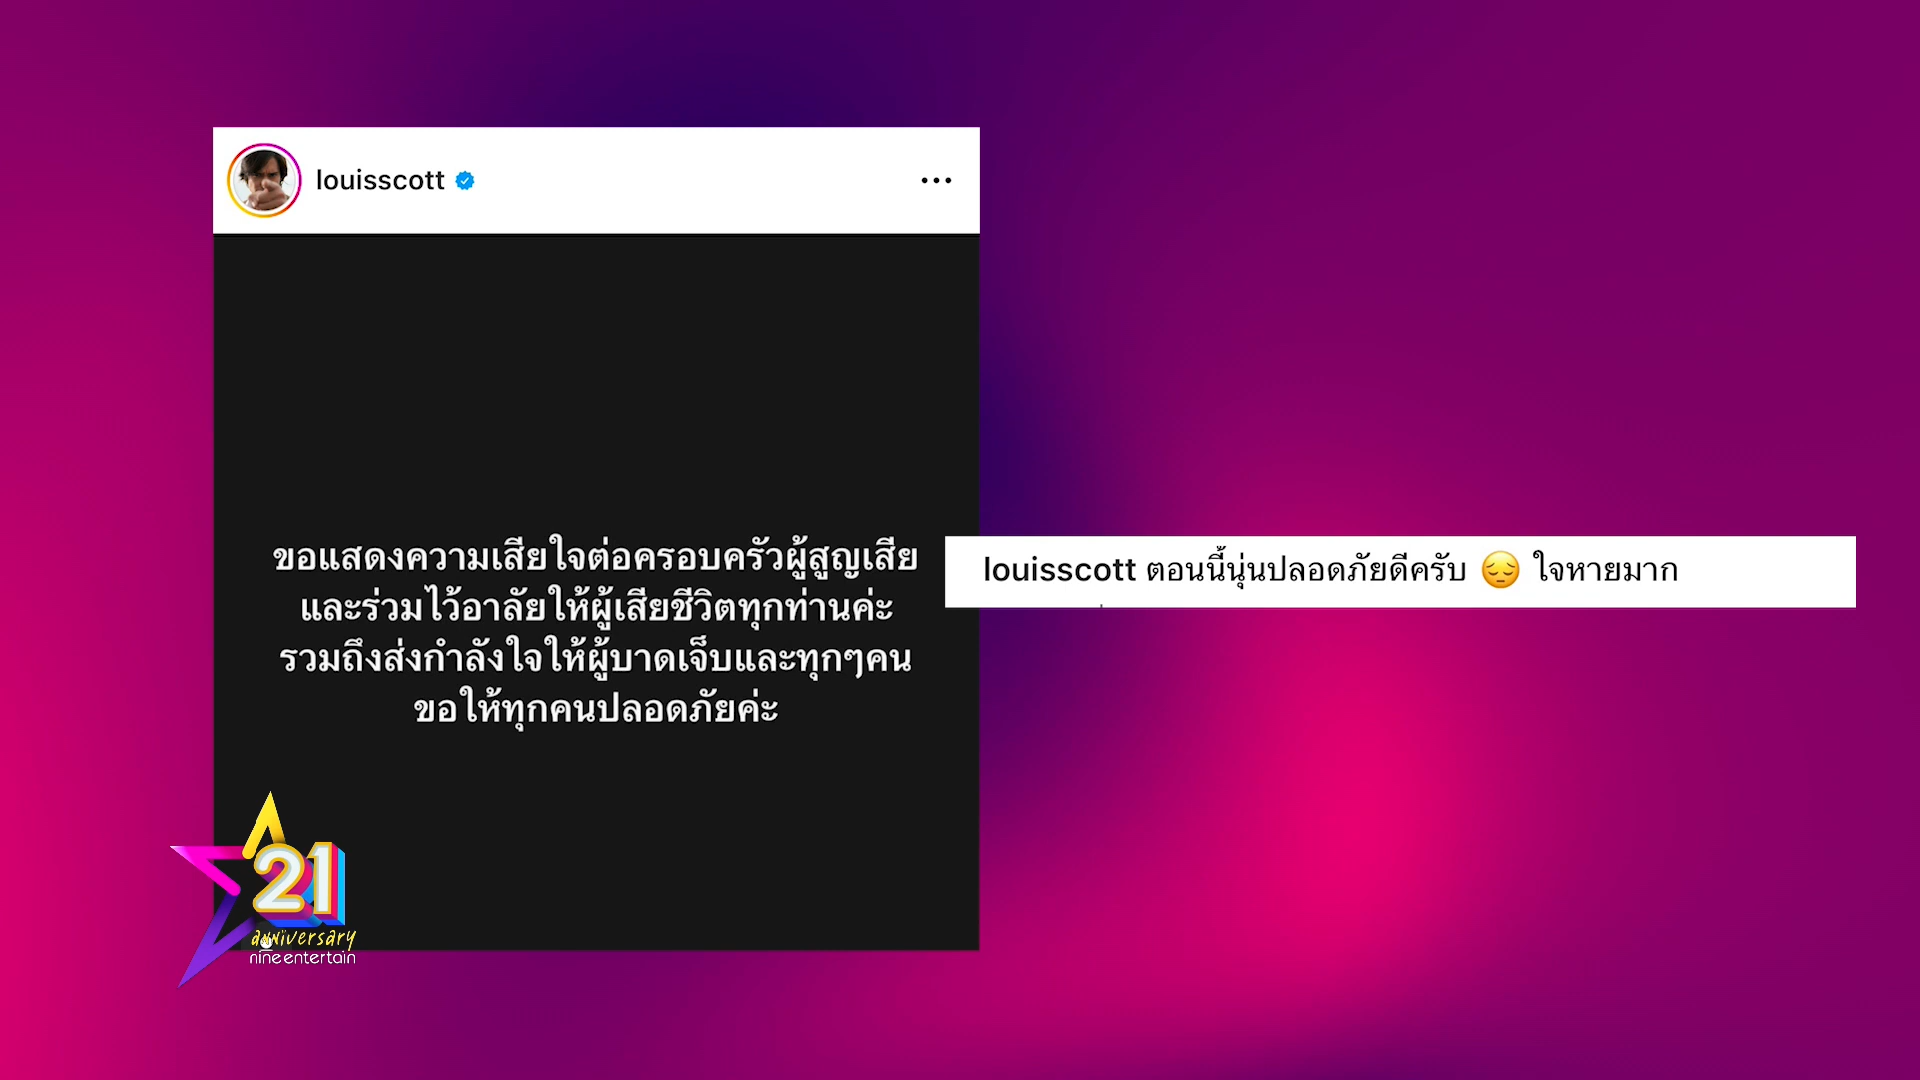 louisscott
ขอแสดงความเสียใจต่อครอบครัวผู้สูญเสีย
และร่วมไว้อาลัยให้ผู้เสียชีวิตทุกท่านค่ะ
รวมถึงส่งกำลังใจให้ผู้บาดเจ็บและทุกๆคน
ขอให้ทุกคนปลอดภัยค่ะ
louisscott ตอนนี้นุ่นปลอดภัยดีครับ 😔 ใจหายมาก
21
anniversary
nineentertain